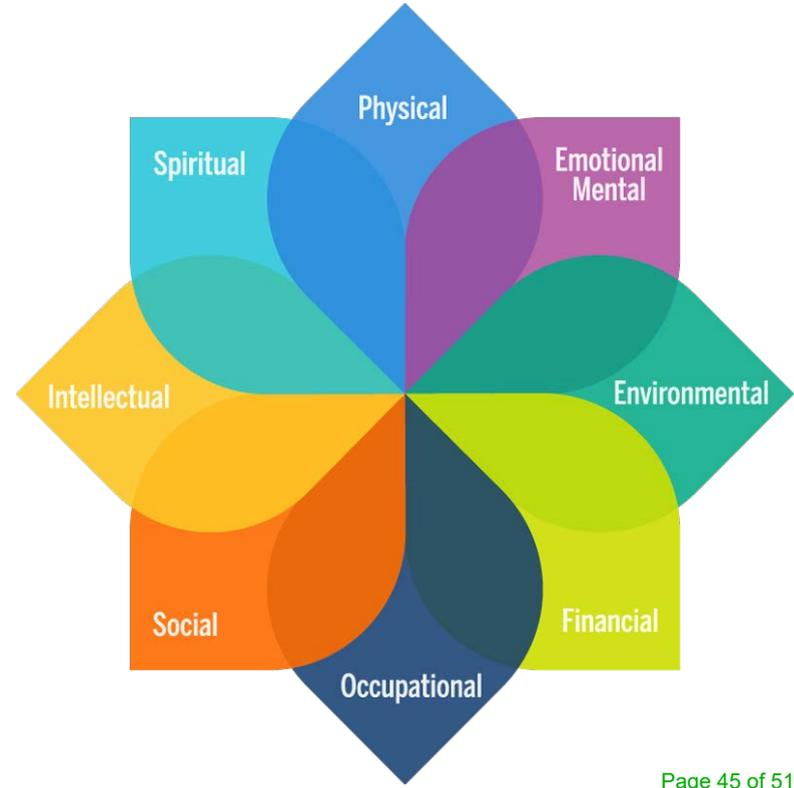 Physical
Spiritual
Emotional
Mental
Intellectual
Environmental
Social
Financial
Occupational
Page 45 of 51